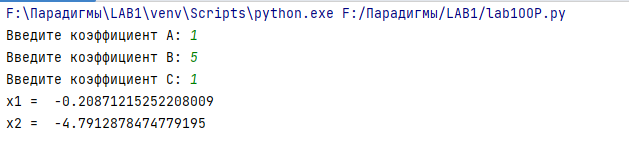 F:\Парадигмы\LAB1\venv\Scripts\python.exe F:/Парадигмы/LAB1/lab1OOP.py
Введите коэффициент A: 1
Введите коэффициент B: 5
Введите коэффициент C: 1
x1 =  -0.20871215252208009
x2 =  -4.7912878474779195